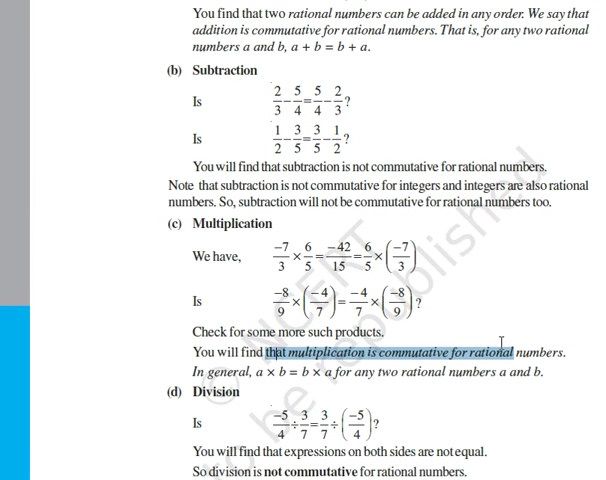 You find that two rational numbers can be added in any order. We say that
addition is commutative for rational numbers. That is, for any two rational
numbers a and b, a + b = b + a.
(b) Subtraction
Is 2/3 − 5/4 = 5/4 − 2/3?
Is 1/2 − 3/5 = 3/5 − 1/2?
You will find that subtraction is not commutative for rational numbers.
Note that subtraction is not commutative for integers and integers are also rational
numbers. So, subtraction will not be commutative for rational numbers too.
(c) Multiplication
We have, −7/3 × 6/5 = −42/15 = 6/5 × (−7/3)
Is −8/9 × (−4/7) = −4/7 × (−8/9)?
Check for some more such products.
You will find that multiplication is commutative for rational numbers.
In general, a × b = b × a for any two rational numbers a and b.
(d) Division
Is −5/4 ÷ 3/7 = 3/7 ÷ (−5/4)?
You will find that expressions on both sides are not equal.
So division is not commutative for rational numbers.
© NCERT
to be republished